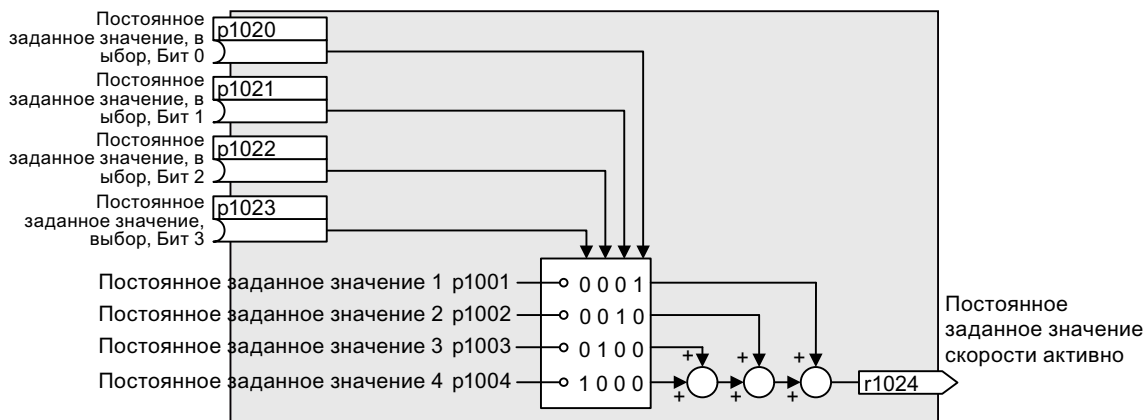 Постоянное
заданное значение, в
ыбор, Бит 0
p1020
Постоянное
заданное значение, в
ыбор, Бит 1
p1021
Постоянное
заданное значение, в
ыбор, Бит 2
p1022
Постоянное
заданное значение,
выбор, Бит 3
p1023
Постоянное заданное значение 1 p1001
0 0 0 1
Постоянное заданное значение 2 p1002
0 0 1 0
Постоянное заданное значение 3 p1003
0 1 0 0
Постоянное заданное значение 4 p1004
1 0 0 0
+ + +
+ + +
Постоянное
заданное значение
скорости активно
r1024